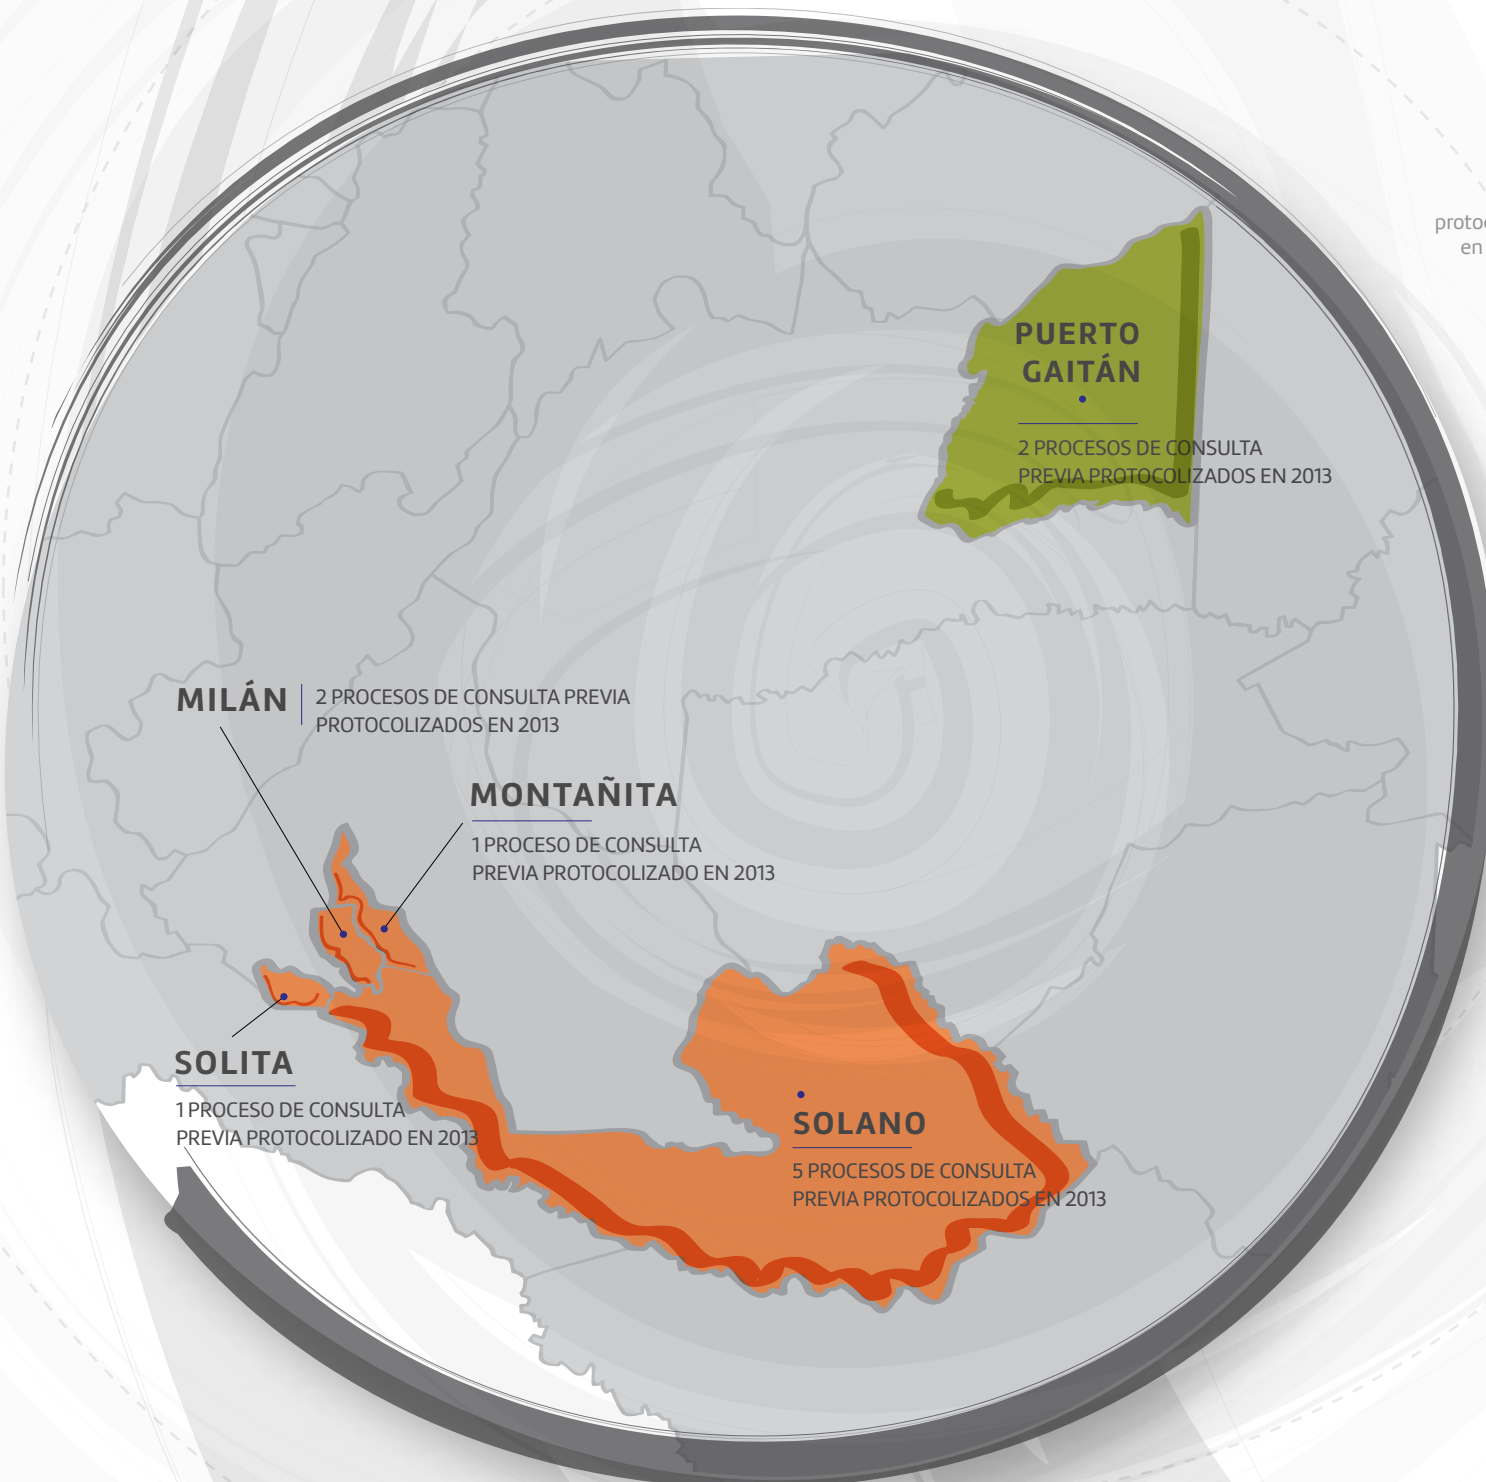 en
PUERTO
GAITÁN
2 PROCESOS DE CONSULTA
PREVIA PROTOCOLIZADOS EN 2013
MILÁN
2 PROCESOS DE CONSULTA PREVIA
PROTOCOLIZADOS EN 2013
MONTAÑITA
1 PROCESO DE CONSULTA
PREVIA PROTOCOLIZADO EN 2013
SOLITA
1 PROCESO DE CONSULTA
PREVIA PROTOCOLIZADO EN 2013
SOLANO
5 PROCESOS DE CONSULTA
PREVIA PROTOCOLIZADOS EN 2013